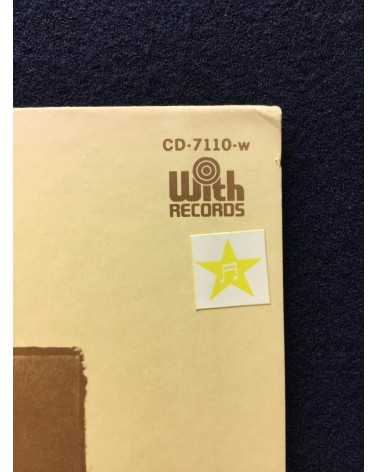 CD-7110-w
With
RECORDS